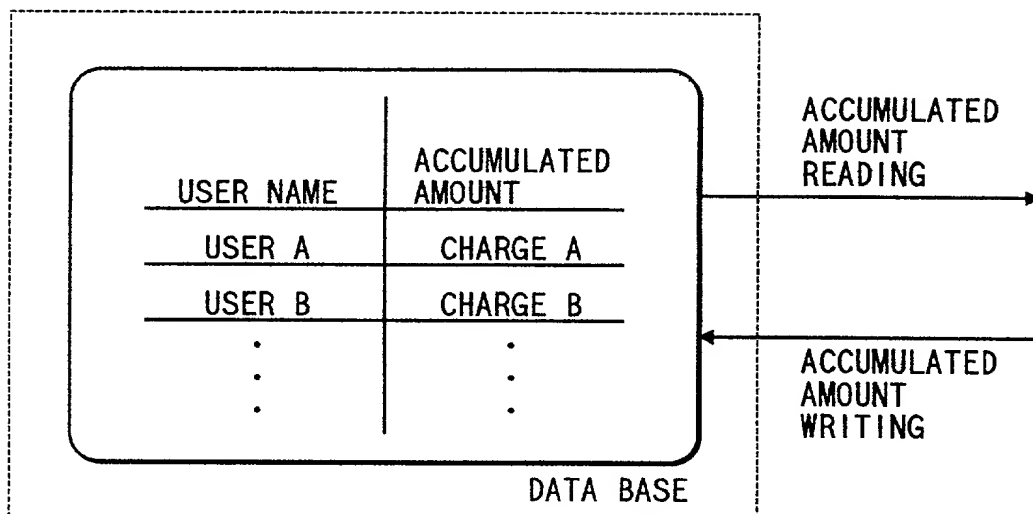 USER NAME
ACCUMULATED
AMOUNT
USER A
CHARGE A
USER B
CHARGE B
DATA BASE
ACCUMULATED
AMOUNT
READING
ACCUMULATED
AMOUNT
WRITING